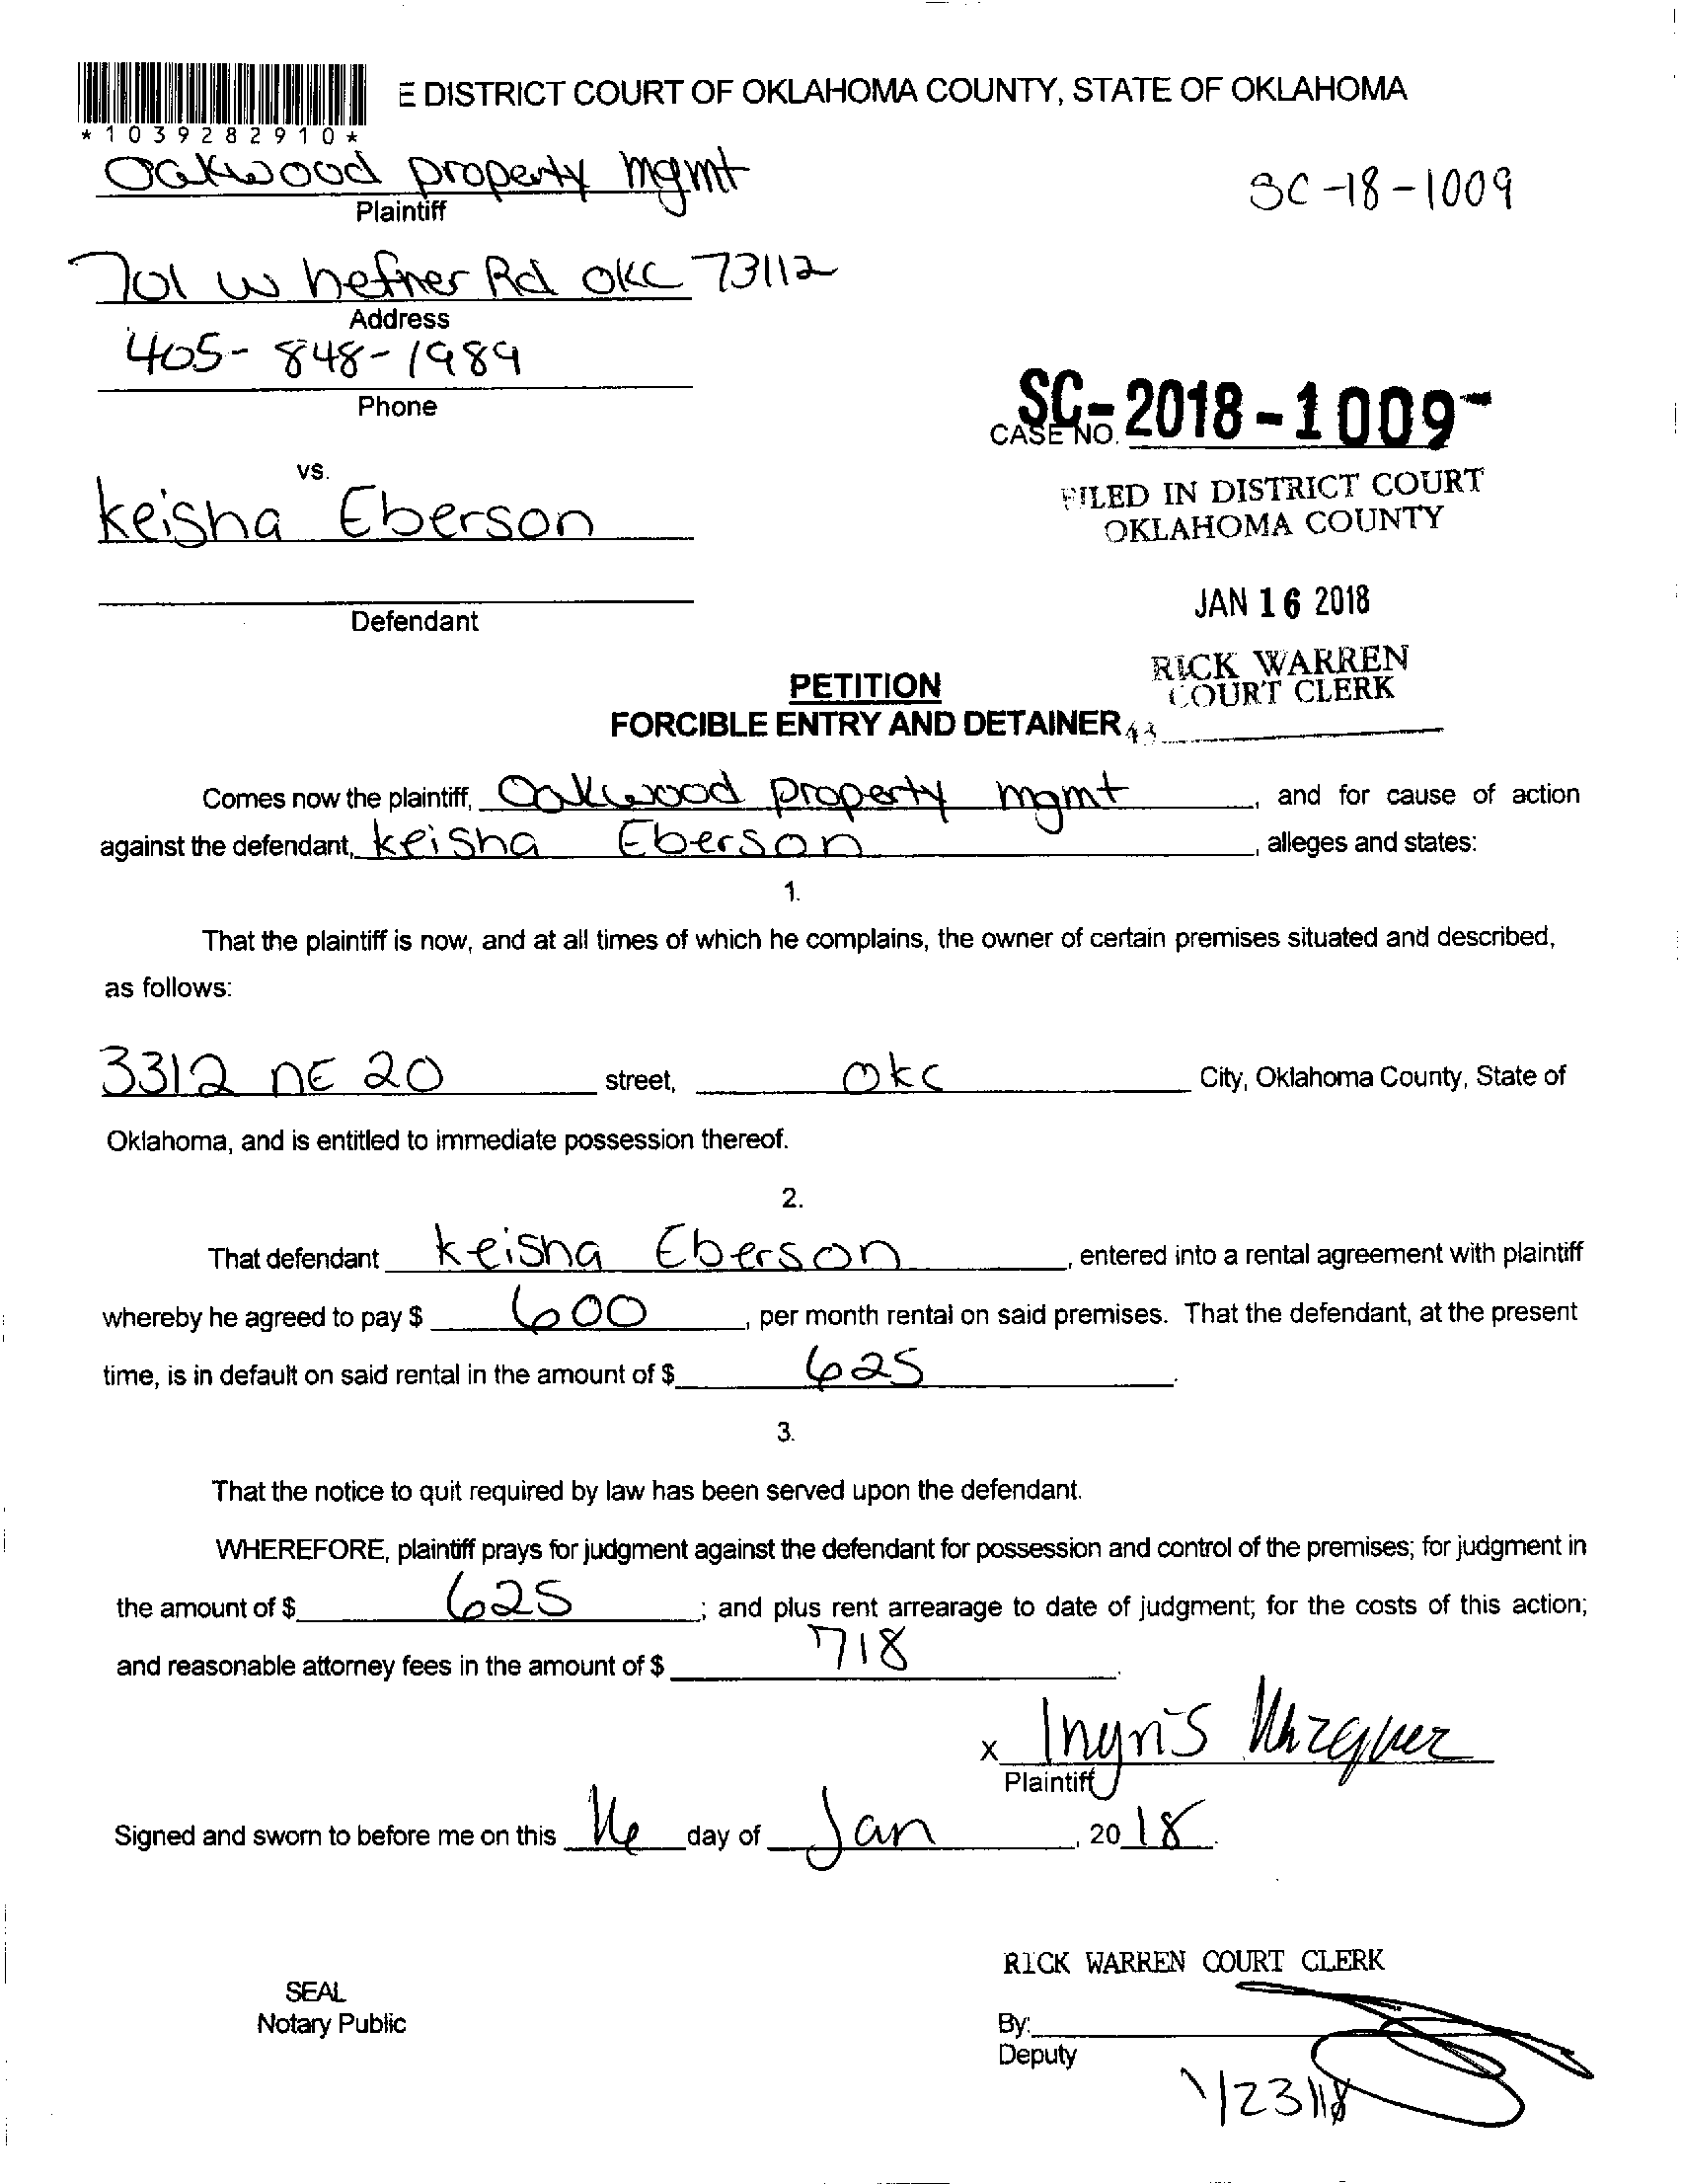 E DISTRICT COURT OF OKLAHOMA COUNTY, STATE OF OKLAHOMA
*1039282910*
Oakwood property mgmt
Plaintiff
SC-18-1009
701 w hefner Rd OKC 73112
Address
405-848-1989
Phone
SC-2018-1009-
CASE NO.
vs.
FILED IN DISTRICT COURT
OKLAHOMA COUNTY
keisha Eberson
JAN 16 2018
Defendant
RICK WARREN
COURT CLERK
PETITION
FORCIBLE ENTRY AND DETAINER
Comes now the plaintiff, Oakwood property mgmt, and for cause of action
against the defendant, keisha Eberson, alleges and states:
1.
That the plaintiff is now, and at all times of which he complains, the owner of certain premises situated and described,
as follows:
3312 NE 20 street, OKC City, Oklahoma County, State of
Oklahoma, and is entitled to immediate possession thereof.
2.
That defendant keisha Eberson, entered into a rental agreement with plaintiff
whereby he agreed to pay $ 600, per month rental on said premises. That the defendant, at the present
time, is in default on said rental in the amount of $ 625.
3.
That the notice to quit required by law has been served upon the defendant.
WHEREFORE, plaintiff prays for judgment against the defendant for possession and control of the premises; for judgment in
the amount of $ 625; and plus rent arrearage to date of judgment; for the costs of this action;
and reasonable attorney fees in the amount of $ 718.
x
Plaintiff
Signed and sworn to before me on this 16 day of Jan, 20 18.
RICK WARREN COURT CLERK
SEAL
Notary Public
By:
Deputy
1/23/18